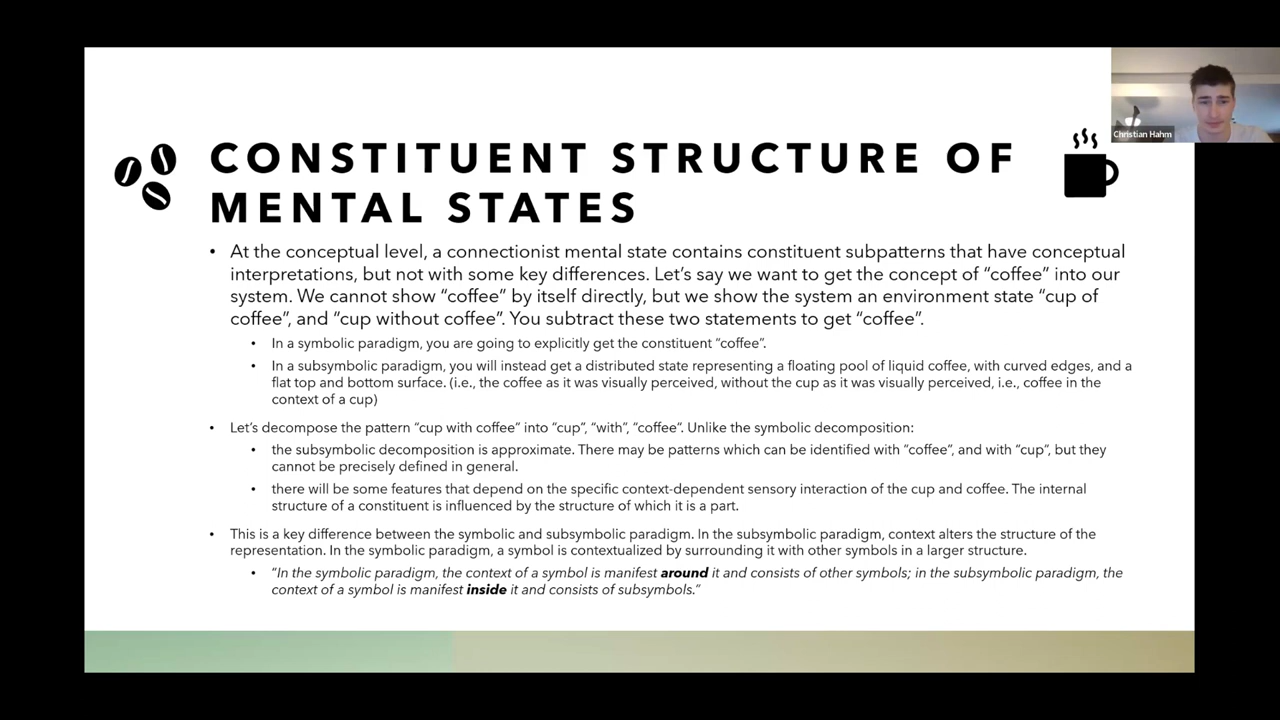 Christian Hahm
CONSTITUENT STRUCTURE OF
MENTAL STATES
• At the conceptual level, a connectionist mental state contains constituent subpatterns that have conceptual
interpretations, but not with some key differences. Let's say we want to get the concept of "coffee" into our
system. We cannot show "coffee" by itself directly, but we show the system an environment state "cup of
coffee", and "cup without coffee". You subtract these two statements to get "coffee".
• In a symbolic paradigm, you are going to explicitly get the constituent "coffee".
• In a subsymbolic paradigm, you will instead get a distributed state representing a floating pool of liquid coffee, with curved edges, and a
flat top and bottom surface. (i.e., the coffee as it was visually perceived, without the cup as it was visually perceived, i.e., coffee in the
context of a cup)
• Let's decompose the pattern "cup with coffee" into "cup", "with", "coffee". Unlike the symbolic decomposition:
• the subsymbolic decomposition is approximate. There may be patterns which can be identified with "coffee", and with "cup", but they
cannot be precisely defined in general.
• there will be some features that depend on the specific context-dependent sensory interaction of the cup and coffee. The internal
structure of a constituent is influenced by the structure of which it is a part.
• This is a key difference between the symbolic and subsymbolic paradigm. In the subsymbolic paradigm, context alters the structure of the
representation. In the symbolic paradigm, a symbol is contextualized by surrounding it with other symbols in a larger structure.
• "In the symbolic paradigm, the context of a symbol is manifest around it and consists of other symbols; in the subsymbolic paradigm, the
context of a symbol is manifest inside it and consists of subsymbols."